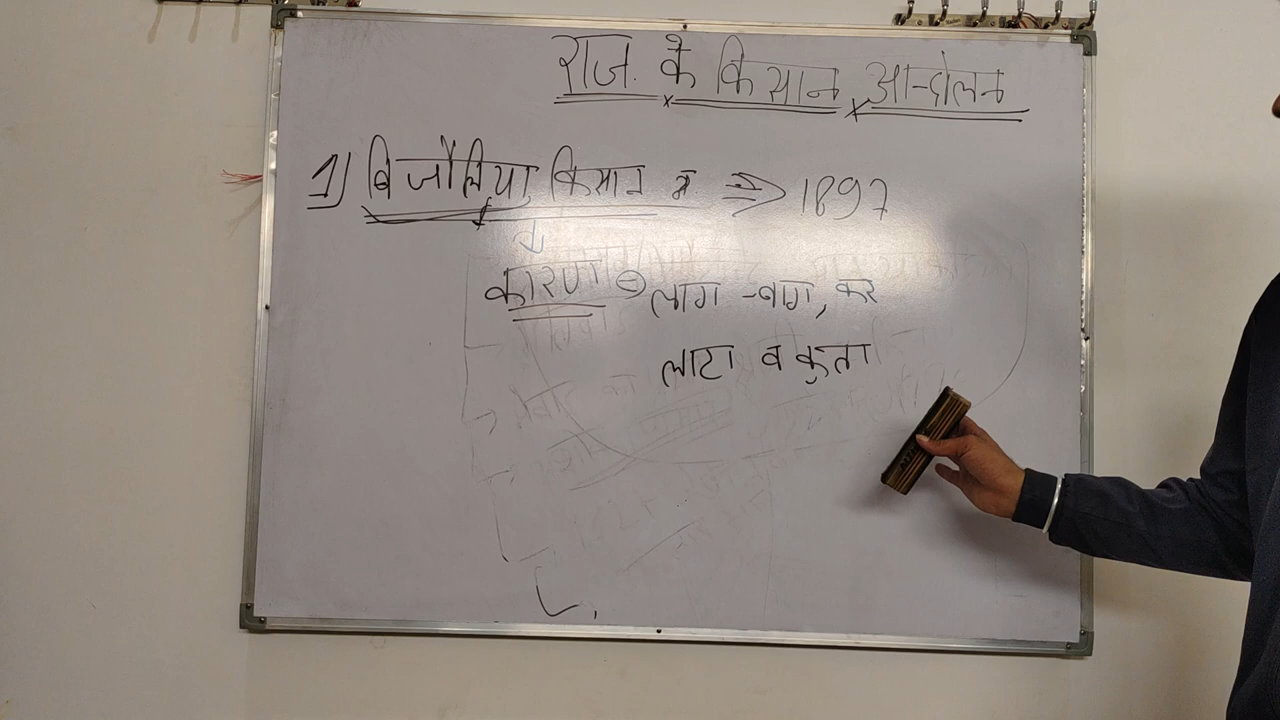 राज. के किसान आन्दोलन
1) बिजौलिया किसान => 1897
कारण लाग -बाग, कर
लाटा व कुता